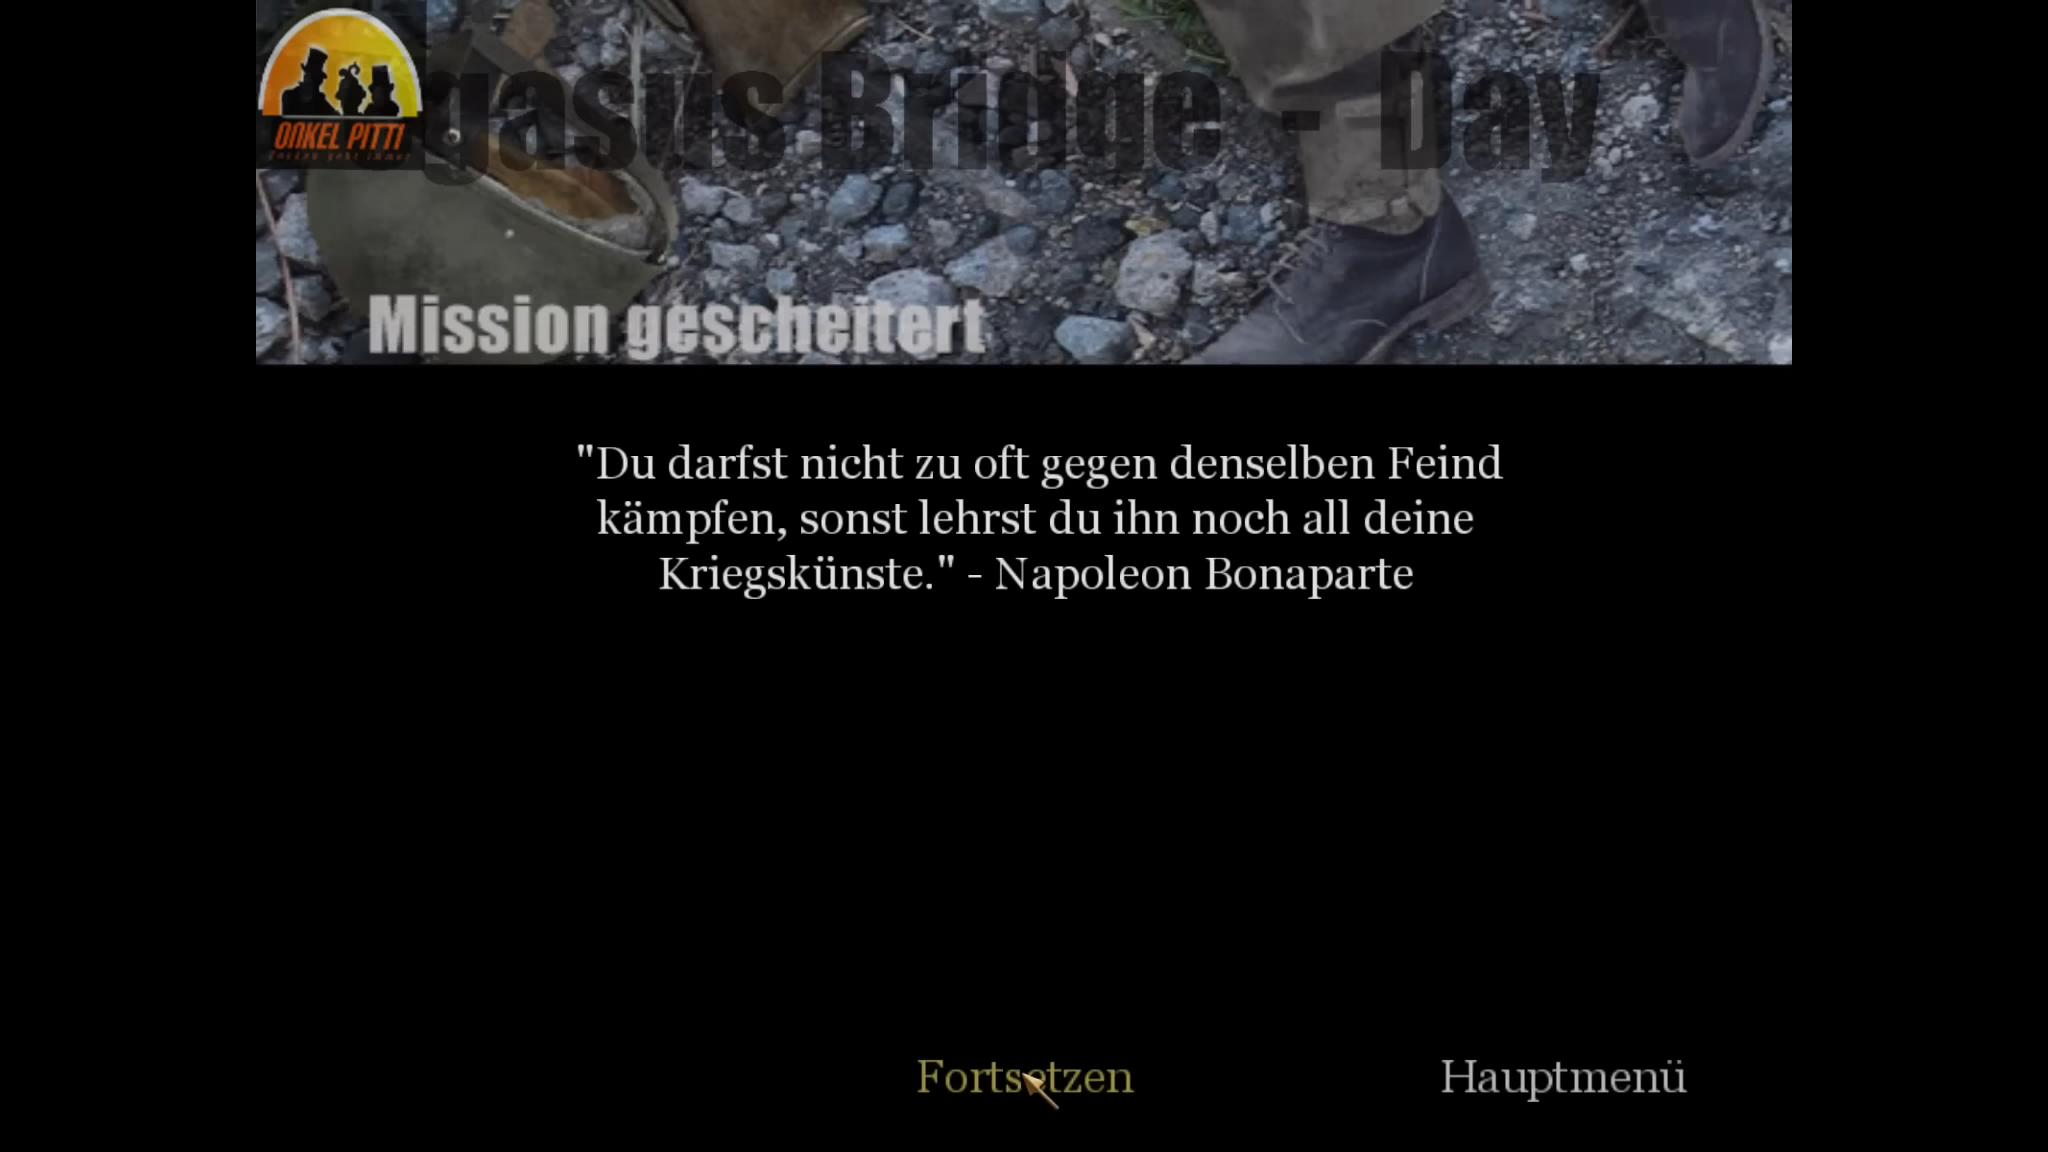 gasus Bridge - Day
ONKEL PITTI
Mission gescheitert
"Du darfst nicht zu oft gegen denselben Feind
kämpfen, sonst lehrst du ihn noch all deine
Kriegskünste." - Napoleon Bonaparte
Fortsetzen
Hauptmenü